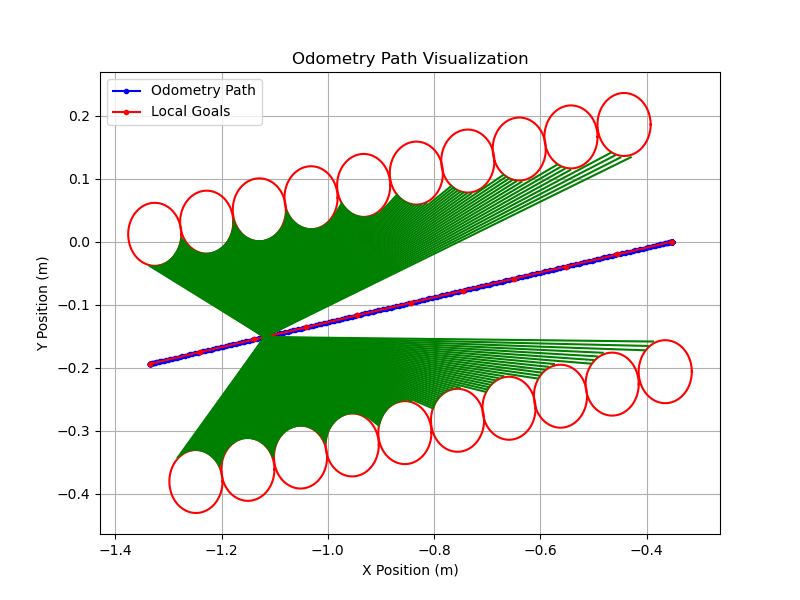 Odometry Path Visualization
Odometry Path
Local Goals
Y Position (m)
0.2
0.1
0.0
−0.1
−0.2
−0.3
−0.4
−1.4
−1.2
−1.0
−0.8
−0.6
−0.4
X Position (m)